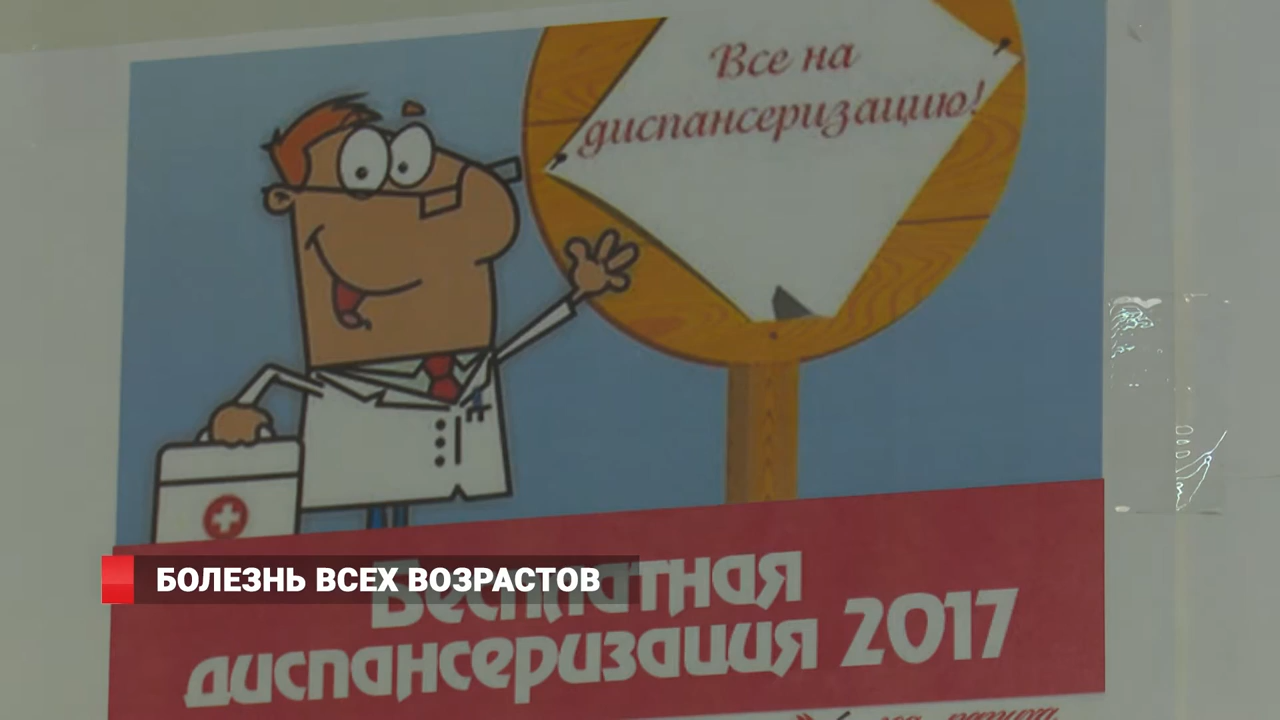 Все на
диспансеризацию!
БОЛЕЗНЬ ВСЕХ ВОЗРАСТОВ
Бесплатная
диспансеризация 2017